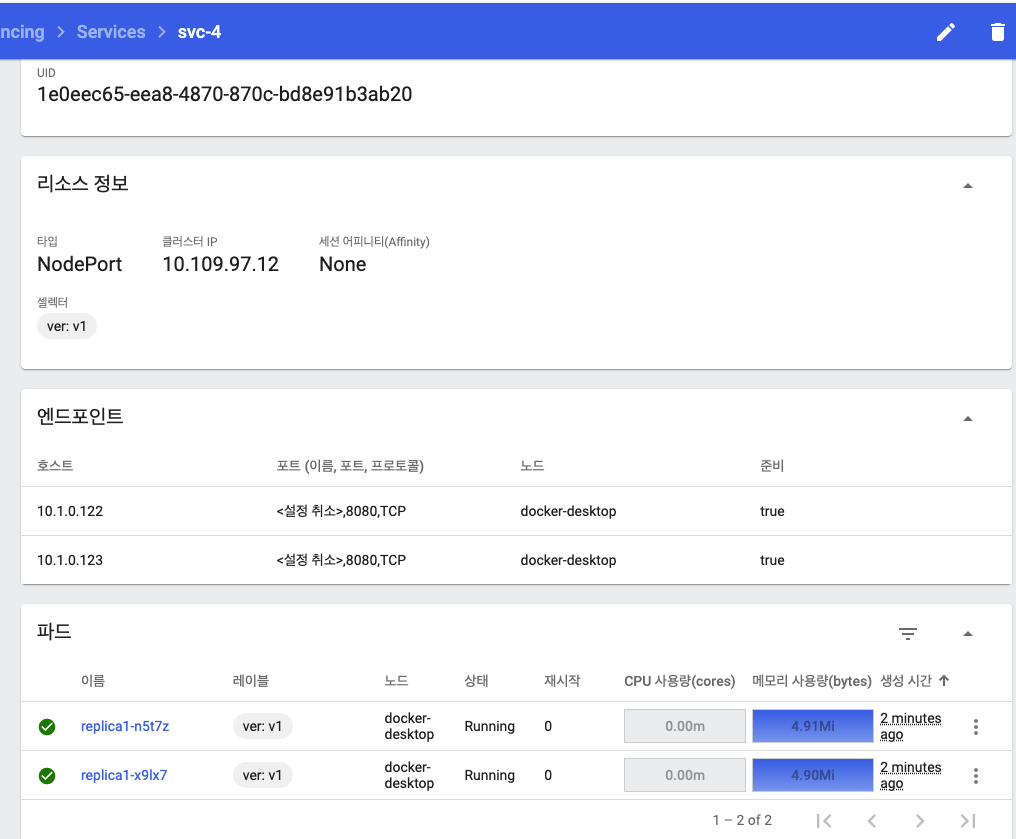 ncing > Services > svc-4
UID
1e0eec65-eea8-4870-870c-bd8e91b3ab20
리소스 정보
타입 클러스터 IP 세션 어피니티(Affinity)
NodePort 10.109.97.12 None
셀렉터
ver: v1
엔드포인트
호스트 포트 (이름, 포트, 프로토콜) 노드 준비
10.1.0.122 <설정 취소>,8080,TCP docker-desktop true
10.1.0.123 <설정 취소>,8080,TCP docker-desktop true
파드
이름 레이블 노드 상태 재시작 CPU 사용량(cores) 메모리 사용량(bytes) 생성 시간
replica1-n5t7z ver: v1 docker-desktop Running 0 0.00m 4.91Mi 2 minutes ago
replica1-x9lx7 ver: v1 docker-desktop Running 0 0.00m 4.90Mi 2 minutes ago
1 – 2 of 2